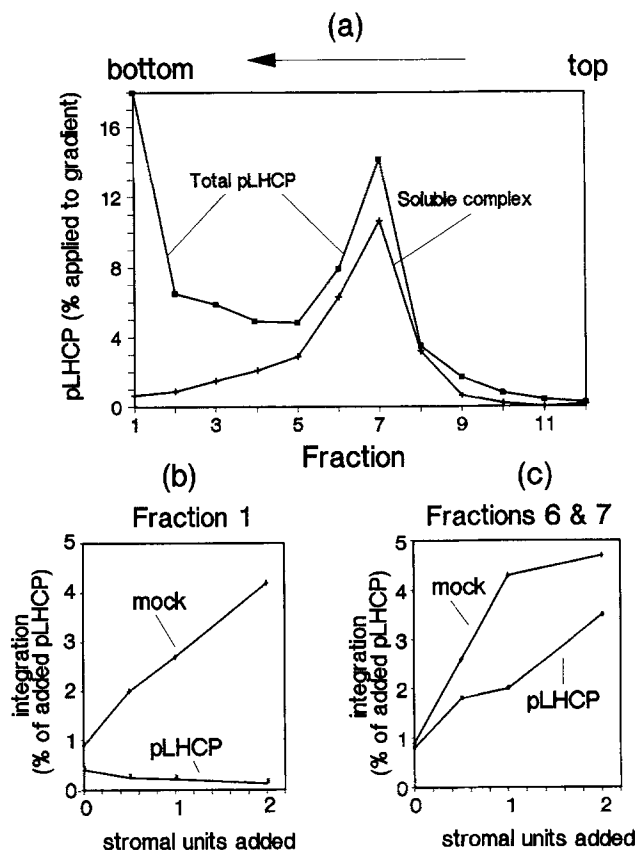 (a)
bottom top
16
12
8
4
0
pLHCP (% applied to gradient)
Total pLHCP
Soluble complex
1 3 5 7 9 11
Fraction
(b)
Fraction 1
5
4
3
2
1
0
integration
(% of added pLHCP)
mock
pLHCP
0 1 2
stromal units added
(c)
Fractions 6 & 7
5
4
3
2
1
0
integration
(% of added pLHCP)
mock
pLHCP
0 1 2
stromal units added